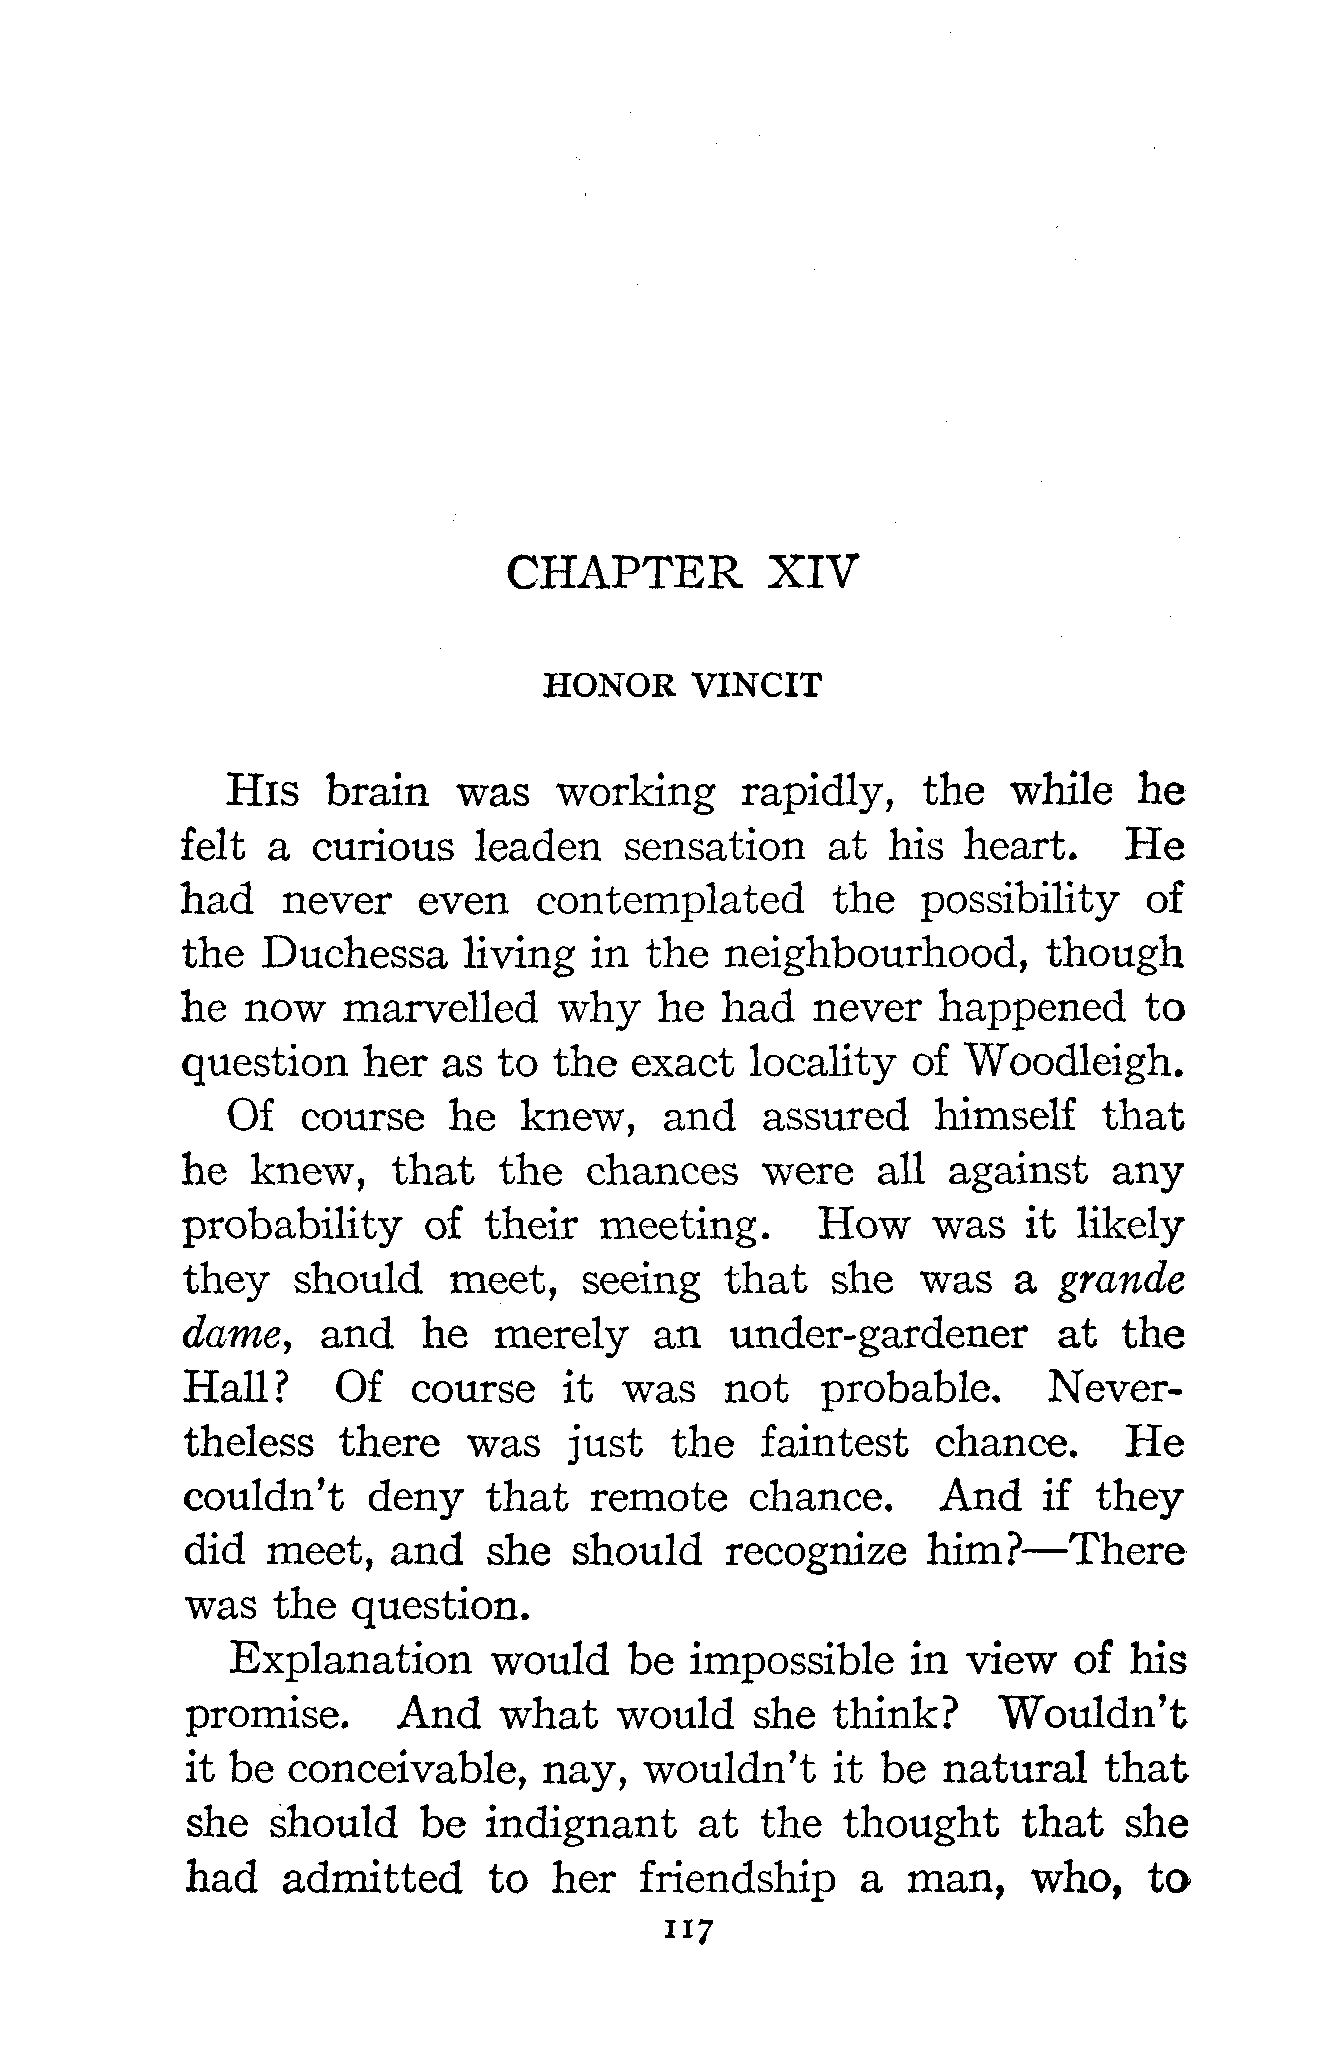 CHAPTER XIV
HONOR VINCIT
His brain was working rapidly, the while he
felt a curious leaden sensation at his heart. He
had never even contemplated the possibility of
the Duchessa living in the neighbourhood, though
he now marvelled why he had never happened to
question her as to the exact locality of Woodleigh.
Of course he knew, and assured himself that
he knew, that the chances were all against any
probability of their meeting. How was it likely
they should meet, seeing that she was a grande
dame, and he merely an under-gardener at the
Hall? Of course it was not probable. Never-
theless there was just the faintest chance. He
couldn't deny that remote chance. And if they
did meet, and she should recognize him?—There
was the question.
Explanation would be impossible in view of his
promise. And what would she think? Wouldn't
it be conceivable, nay, wouldn't it be natural that
she should be indignant at the thought that she
had admitted to her friendship a man, who, to
117